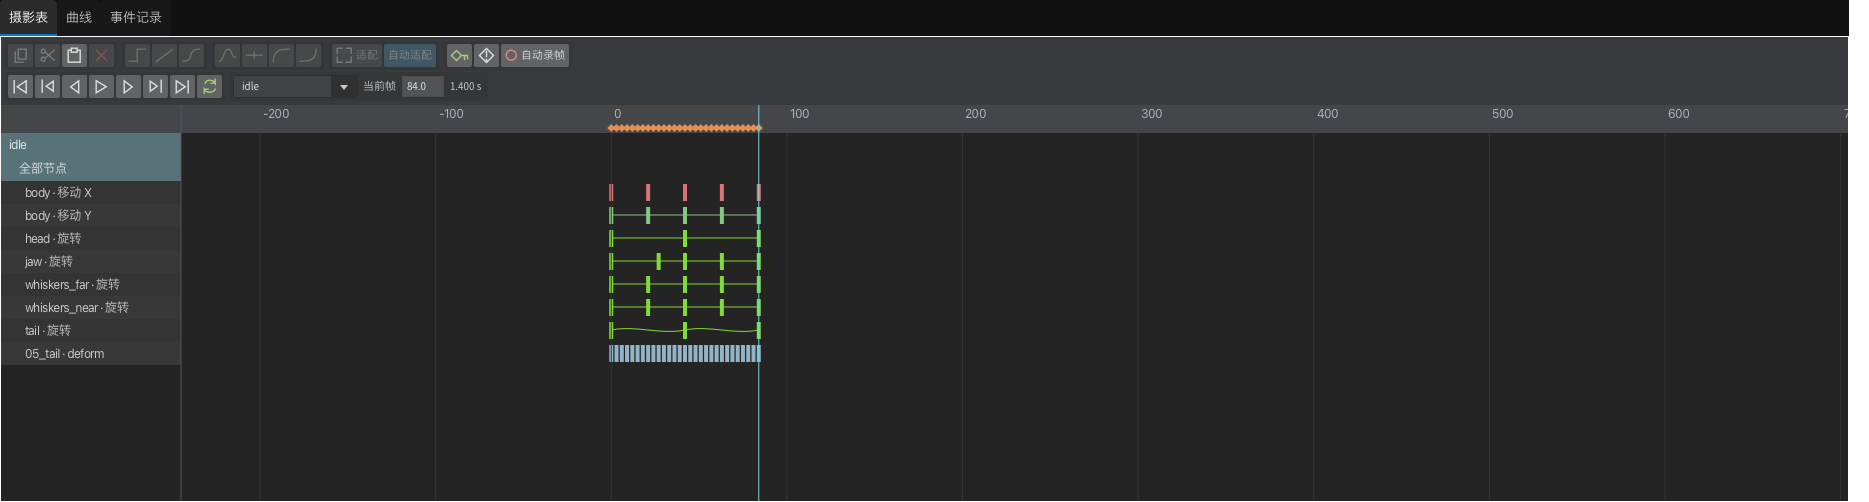 摄影表 曲线 事件记录
适配 自动适配 自动录帧
idle 当前帧 84.0 1.400 s
-200 -100 0 100 200 300 400 500 600
idle
全部节点
body · 移动 X
body · 移动 Y
head · 旋转
jaw · 旋转
whiskers_far · 旋转
whiskers_near · 旋转
tail · 旋转
05_tail · deform